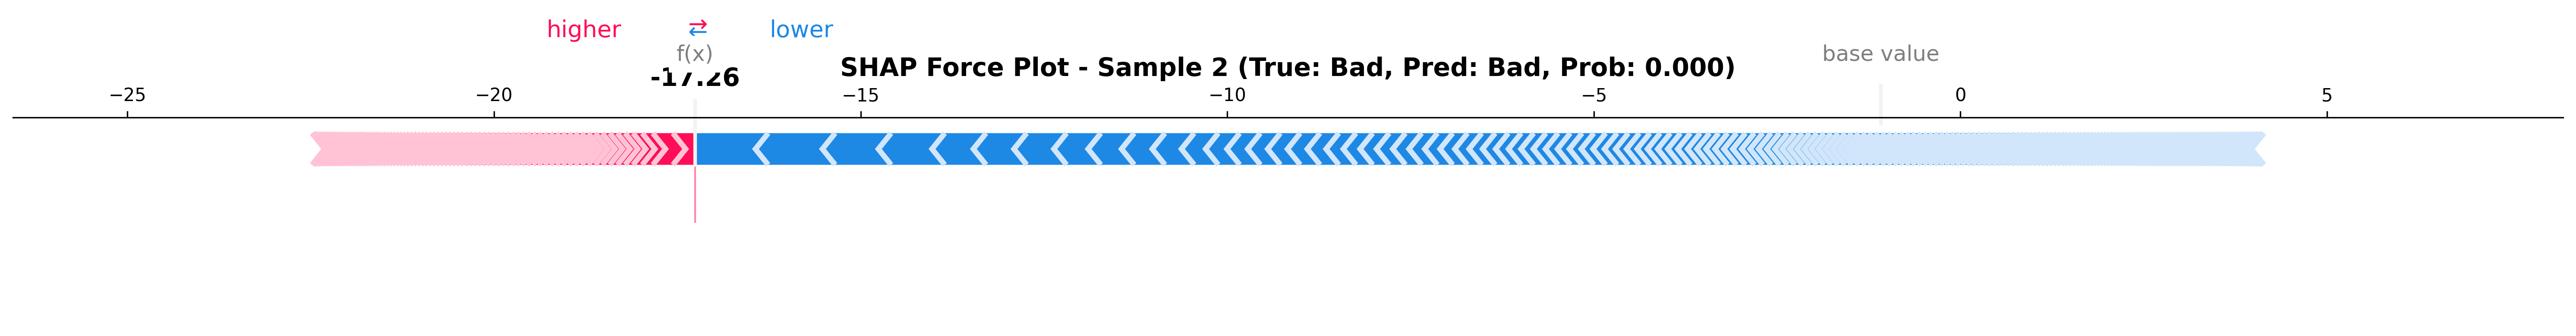 higher ⇄ lower
f(x)
base value
SHAP Force Plot - Sample 2 (True: Bad, Pred: Bad, Prob: 0.000)
-17.26
−25 −20 −15 −10 −5 0 5